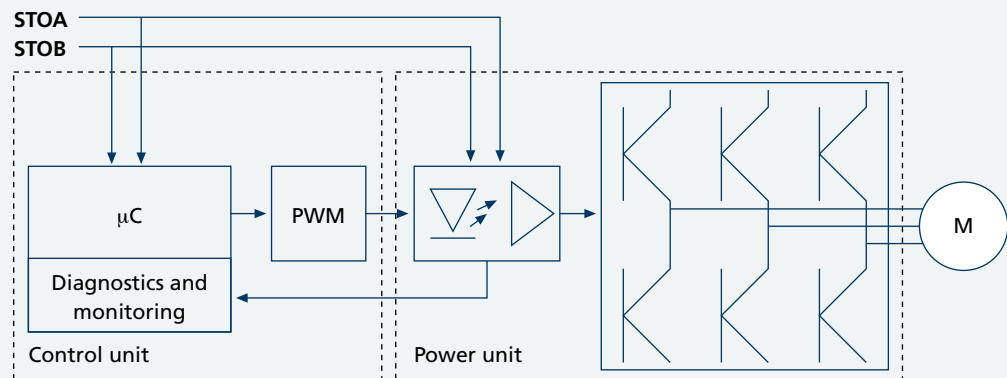 STOA
STOB
μC
PWM
M
Diagnostics and
monitoring
Control unit
Power unit